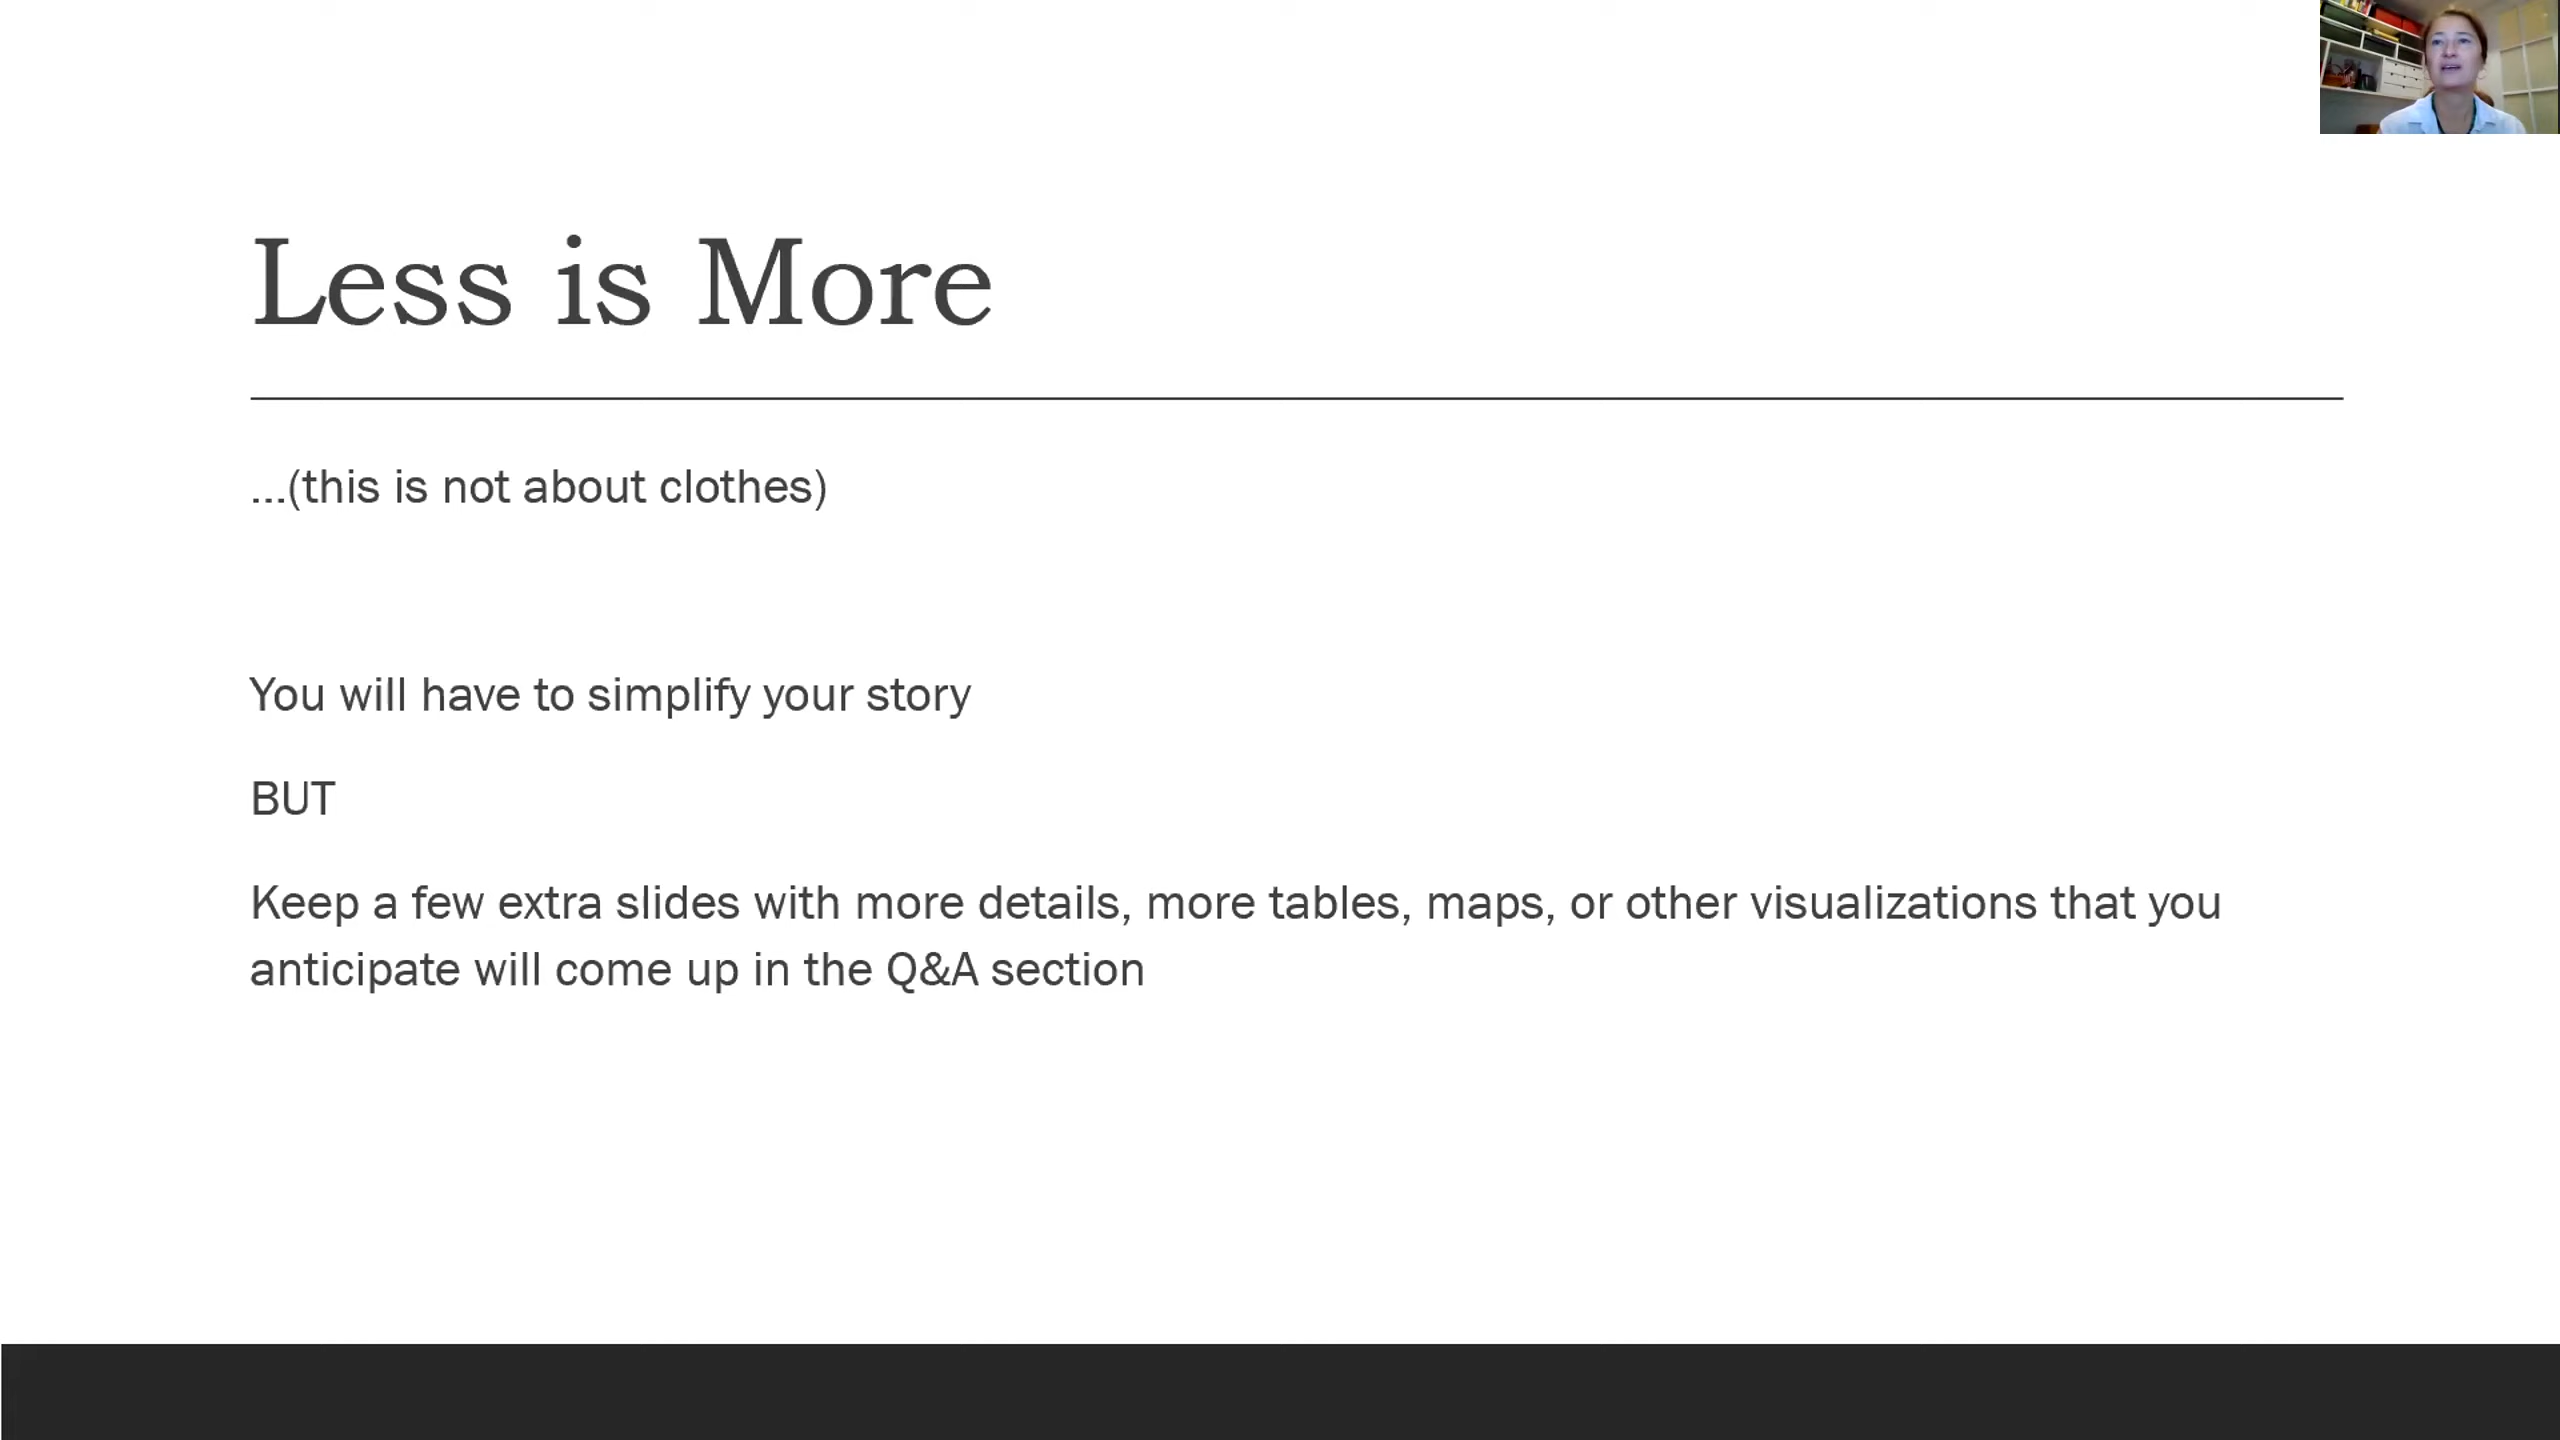 Less is More
...(this is not about clothes)
You will have to simplify your story
BUT
Keep a few extra slides with more details, more tables, maps, or other visualizations that you
anticipate will come up in the Q&A section